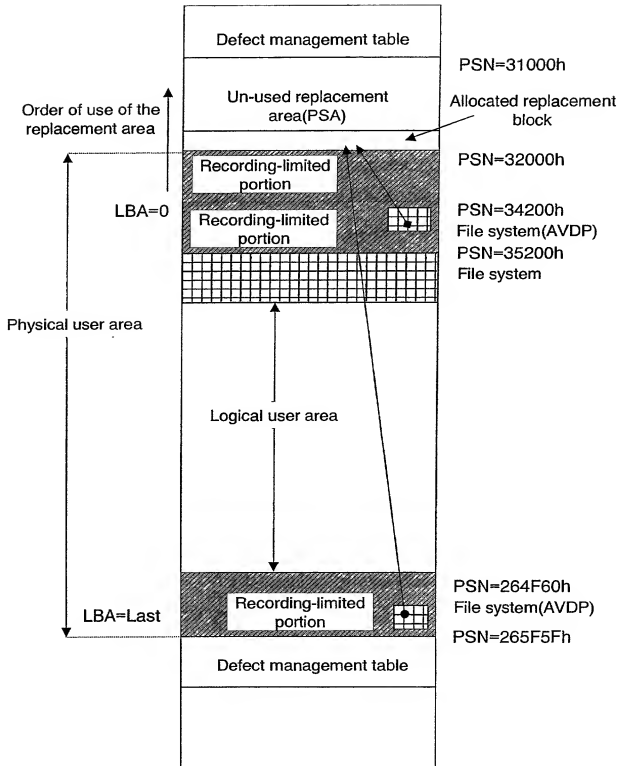 Defect management table
PSN=31000h
Order of use of the
replacement area
Un-used replacement
area(PSA)
Allocated replacement
block
Recording-limited
portion
PSN=32000h
LBA=0
Recording-limited
portion
PSN=34200h
File system(AVDP)
PSN=35200h
File system
Physical user area
Logical user area
PSN=264F60h
File system(AVDP)
LBA=Last
Recording-limited
portion
PSN=265F5Fh
Defect management table